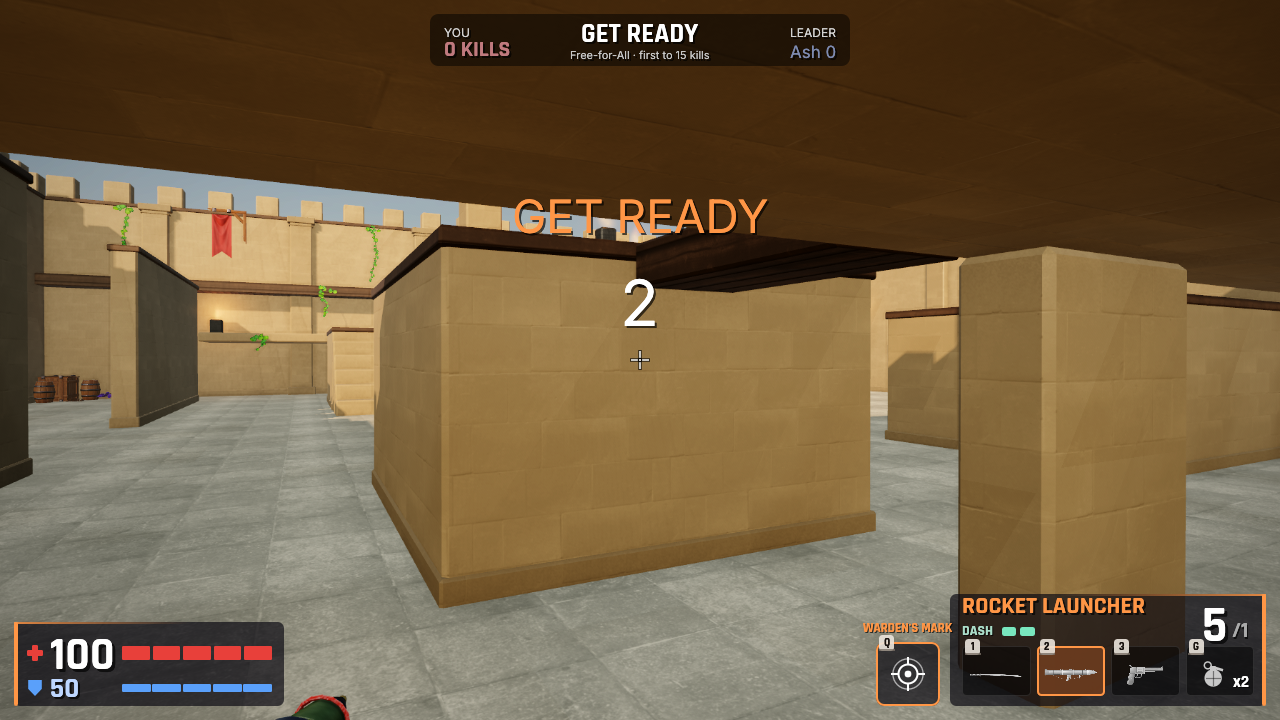 YOU
0 KILLS
GET READY
Free-for-All · first to 15 kills
LEADER
Ash 0
GET READY
2
100
50
WARDEN'S MARK
Q
ROCKET LAUNCHER
DASH
5 /1
1
2
3
G
x2